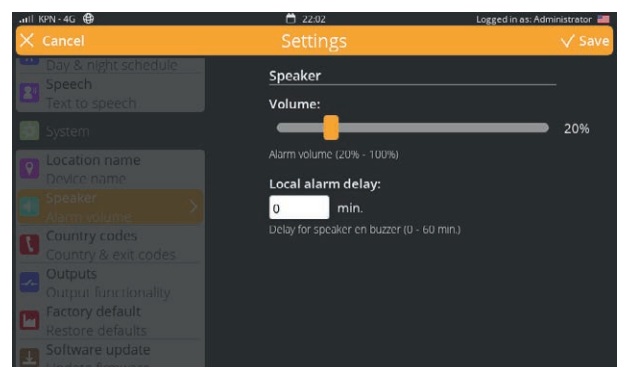 KPN - 4G
22:02
Logged in as: Administrator
Cancel
Settings
Save
Day & night schedule
Speech
Text to speech
System
Location name
Device name
Speaker
Alarm volume
Country codes
Country & exit codes
Outputs
Output functionality
Factory default
Restore defaults
Software update
Speaker
Volume:
20%
Alarm volume (20% - 100%)
Local alarm delay:
0 min.
Delay for speaker en buzzer (0 - 60 min.)